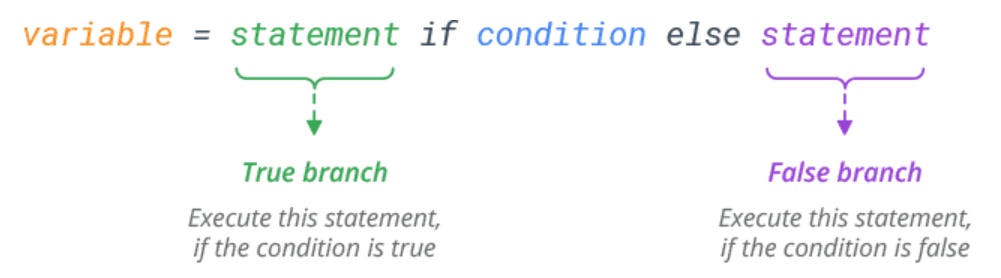 variable = statement if condition else statement
True branch
False branch
Execute this statement,
if the condition is true
Execute this statement,
if the condition is false